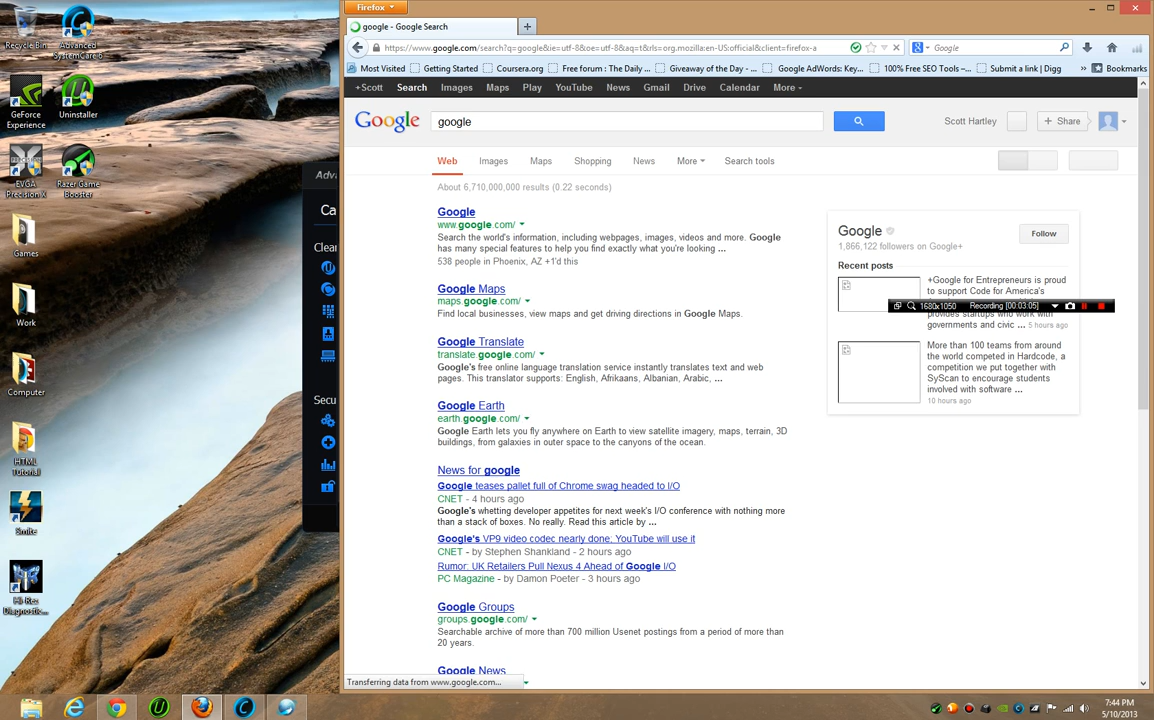 Recycle Bin
Advanced
SystemCare 6
GeForce
Experience
Uninstaller
EVGA
Precision X
Razer Game
Booster
Games
Work
Computer
HTML
Tutorial
Smite
Hi-Rez
Diagnostic...
Adva
Ca
Clear
Secu
Firefox
google - Google Search
https://www.google.com/search?q=google&ie=utf-8&oe=utf-8&aq=t&rls=org.mozilla:en-US:official&client=firefox-a
Google
Most Visited
Getting Started
Coursera.org
Free forum : The Daily ...
Giveaway of the Day - ...
Google AdWords: Key...
100% Free SEO Tools –...
Submit a link | Digg
»
Bookmarks
+Scott Search Images Maps Play YouTube News Gmail Drive Calendar More
Google
google
Scott Hartley
+ Share
Web Images Maps Shopping News More Search tools
About 6,710,000,000 results (0.22 seconds)
Google
www.google.com/
Search the world's information, including webpages, images, videos and more. Google
has many special features to help you find exactly what you're looking ...
538 people in Phoenix, AZ +1'd this
Google Maps
maps.google.com/
Find local businesses, view maps and get driving directions in Google Maps.
Google Translate
translate.google.com/
Google's free online language translation service instantly translates text and web
pages. This translator supports: English, Afrikaans, Albanian, Arabic, ...
Google Earth
earth.google.com/
Google Earth lets you fly anywhere on Earth to view satellite imagery, maps, terrain, 3D
buildings, from galaxies in outer space to the canyons of the ocean.
News for google
Google teases pallet full of Chrome swag headed to I/O
CNET - 4 hours ago
Google's whetting developer appetites for next week's I/O conference with nothing more
than a stack of boxes. No really. Read this article by ...
Google's VP9 video codec nearly done; YouTube will use it
CNET - by Stephen Shankland - 2 hours ago
Rumor: UK Retailers Pull Nexus 4 Ahead of Google I/O
PC Magazine - by Damon Poeter - 3 hours ago
Google Groups
groups.google.com/
Searchable archive of more than 700 million Usenet postings from a period of more than
20 years.
Google News
Transferring data from www.google.com...
Google
1,866,122 followers on Google+
Follow
Recent posts
+Google for Entrepreneurs is proud
to support Code for America's
1680x1050 Recording [00:03:05]
provides startups who work with
governments and civic ... 5 hours ago
More than 100 teams from around
the world competed in Hardcode, a
competition we put together with
SyScan to encourage students
involved with software ...
10 hours ago
7:44 PM
5/10/2013